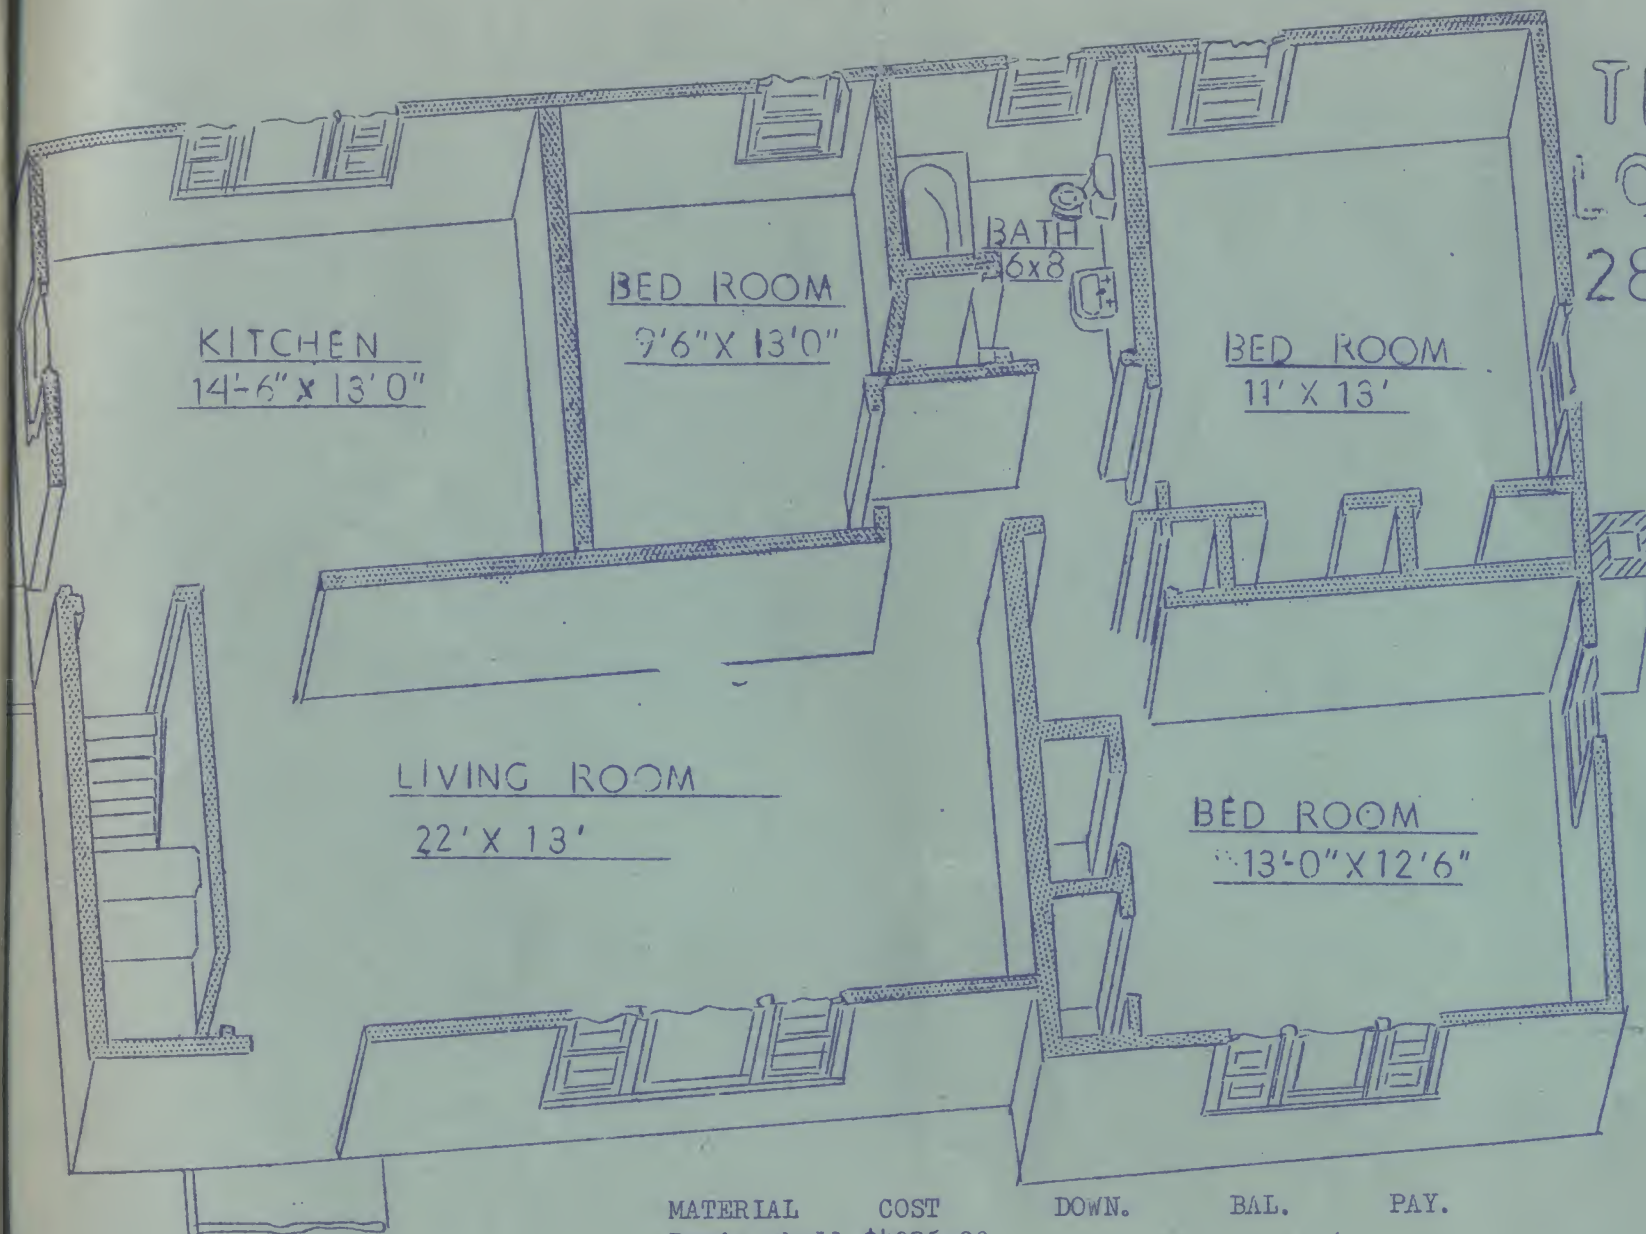 KITCHEN
14'-6" X 13'0"
BED ROOM
9'6" X 13'0"
BATH
6x8
BED ROOM
11' X 13'
28
LIVING ROOM
22' X 13'
BED ROOM
13'-0" X 12'6"
MATERIAL COST DOWN. BAL. PAY.